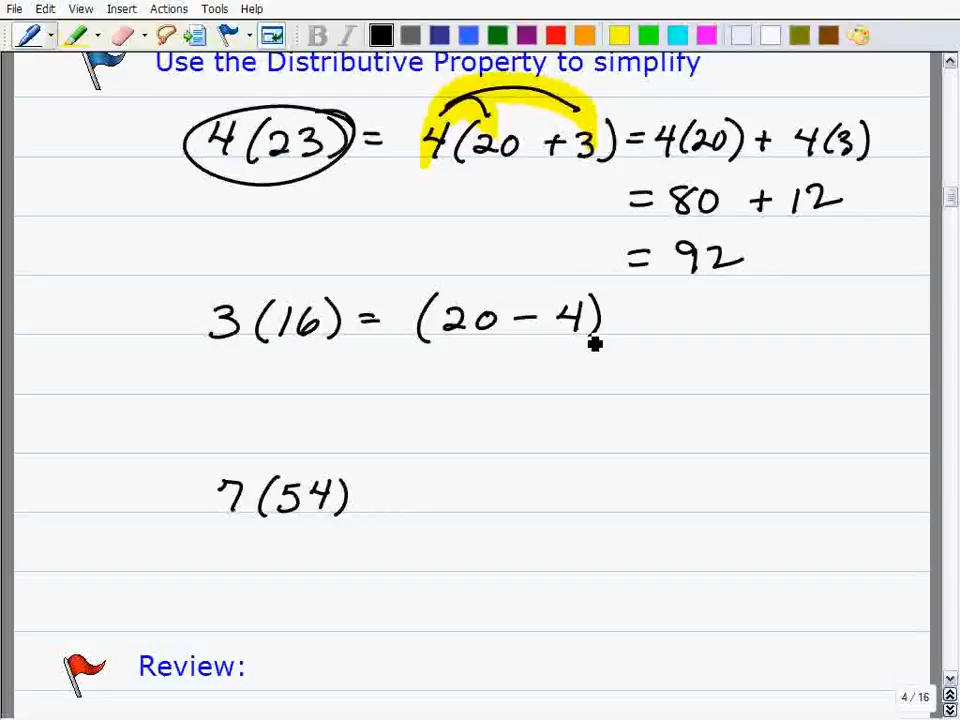 File Edit View Insert Actions Tools Help
B I
Use the Distributive Property to simplify
4(23) = 4(20 + 3) = 4(20) + 4(3)
= 80 + 12
= 92
3(16) = (20 - 4)
7(54)
Review:
4 / 16